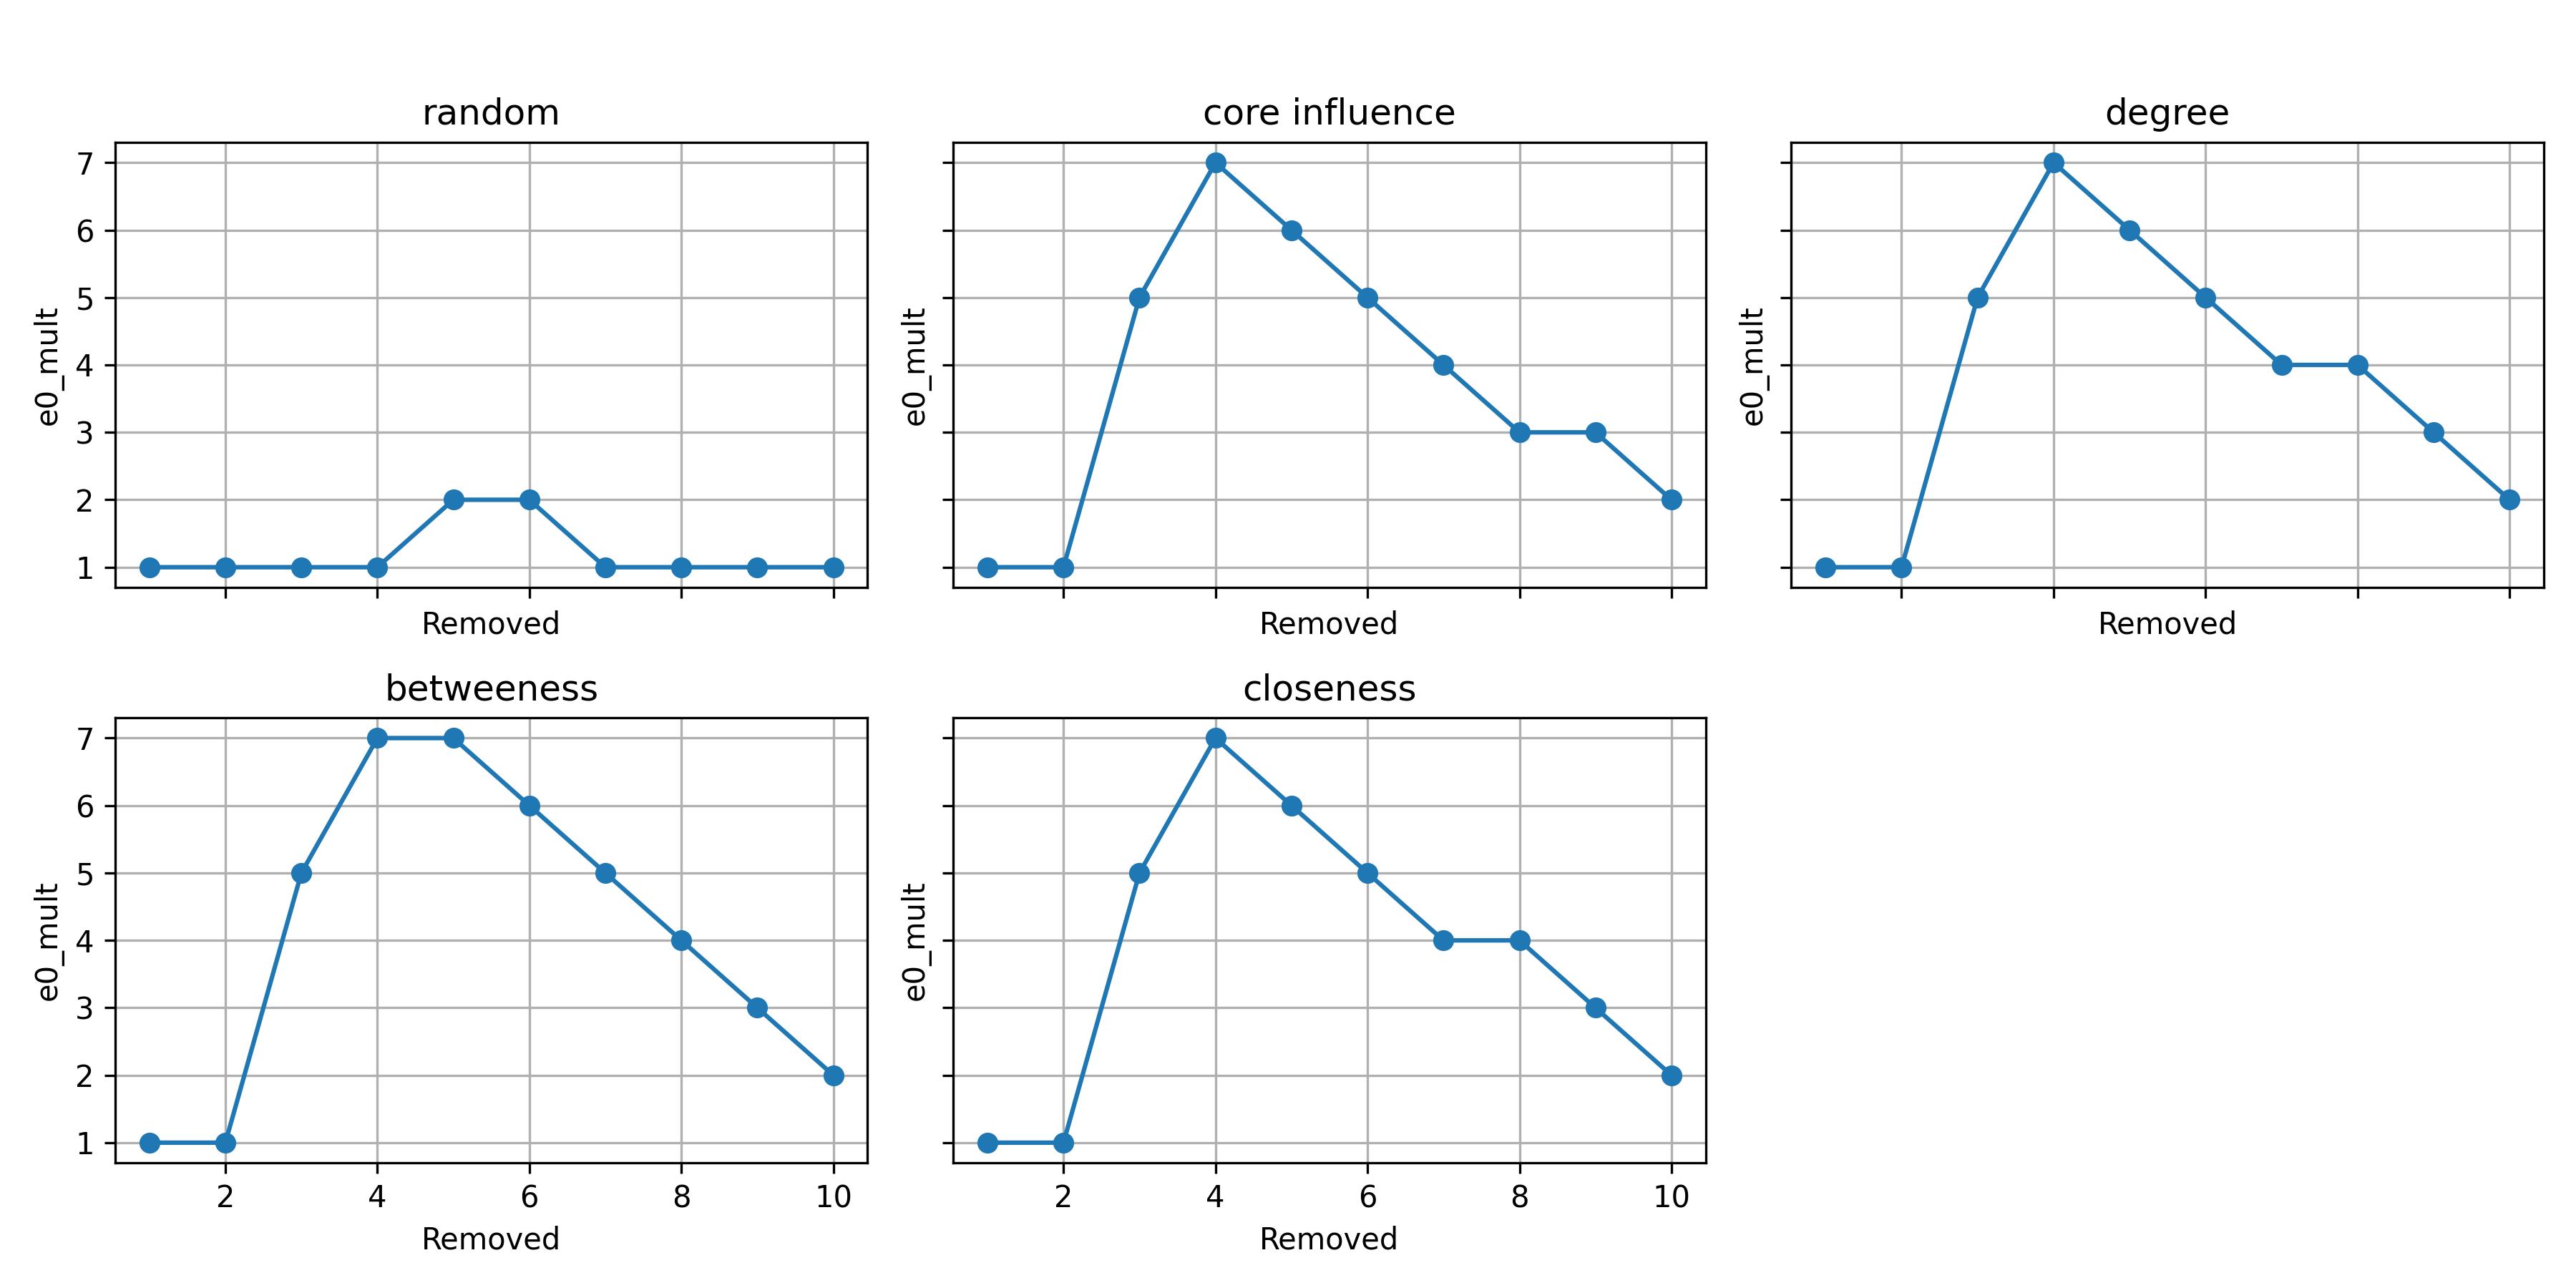 random
core influence
degree
7
6
5
4
3
2
1
e0_mult
e0_mult
e0_mult
Removed
Removed
Removed
betweeness
closeness
7
6
5
4
3
2
1
e0_mult
e0_mult
2 4 6 8 10
2 4 6 8 10
Removed
Removed